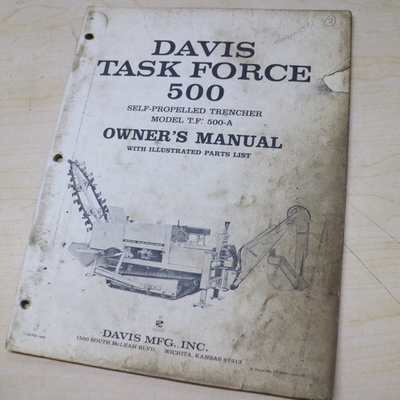 DAVIS
TASK FORCE
500
SELF-PROPELLED TRENCHER
MODEL T.F. 500-A
OWNER'S MANUAL
WITH ILLUSTRATED PARTS LIST
DAVIS MFG. INC.
1500 SOUTH McLEAN BLVD. WICHITA, KANSAS 67213